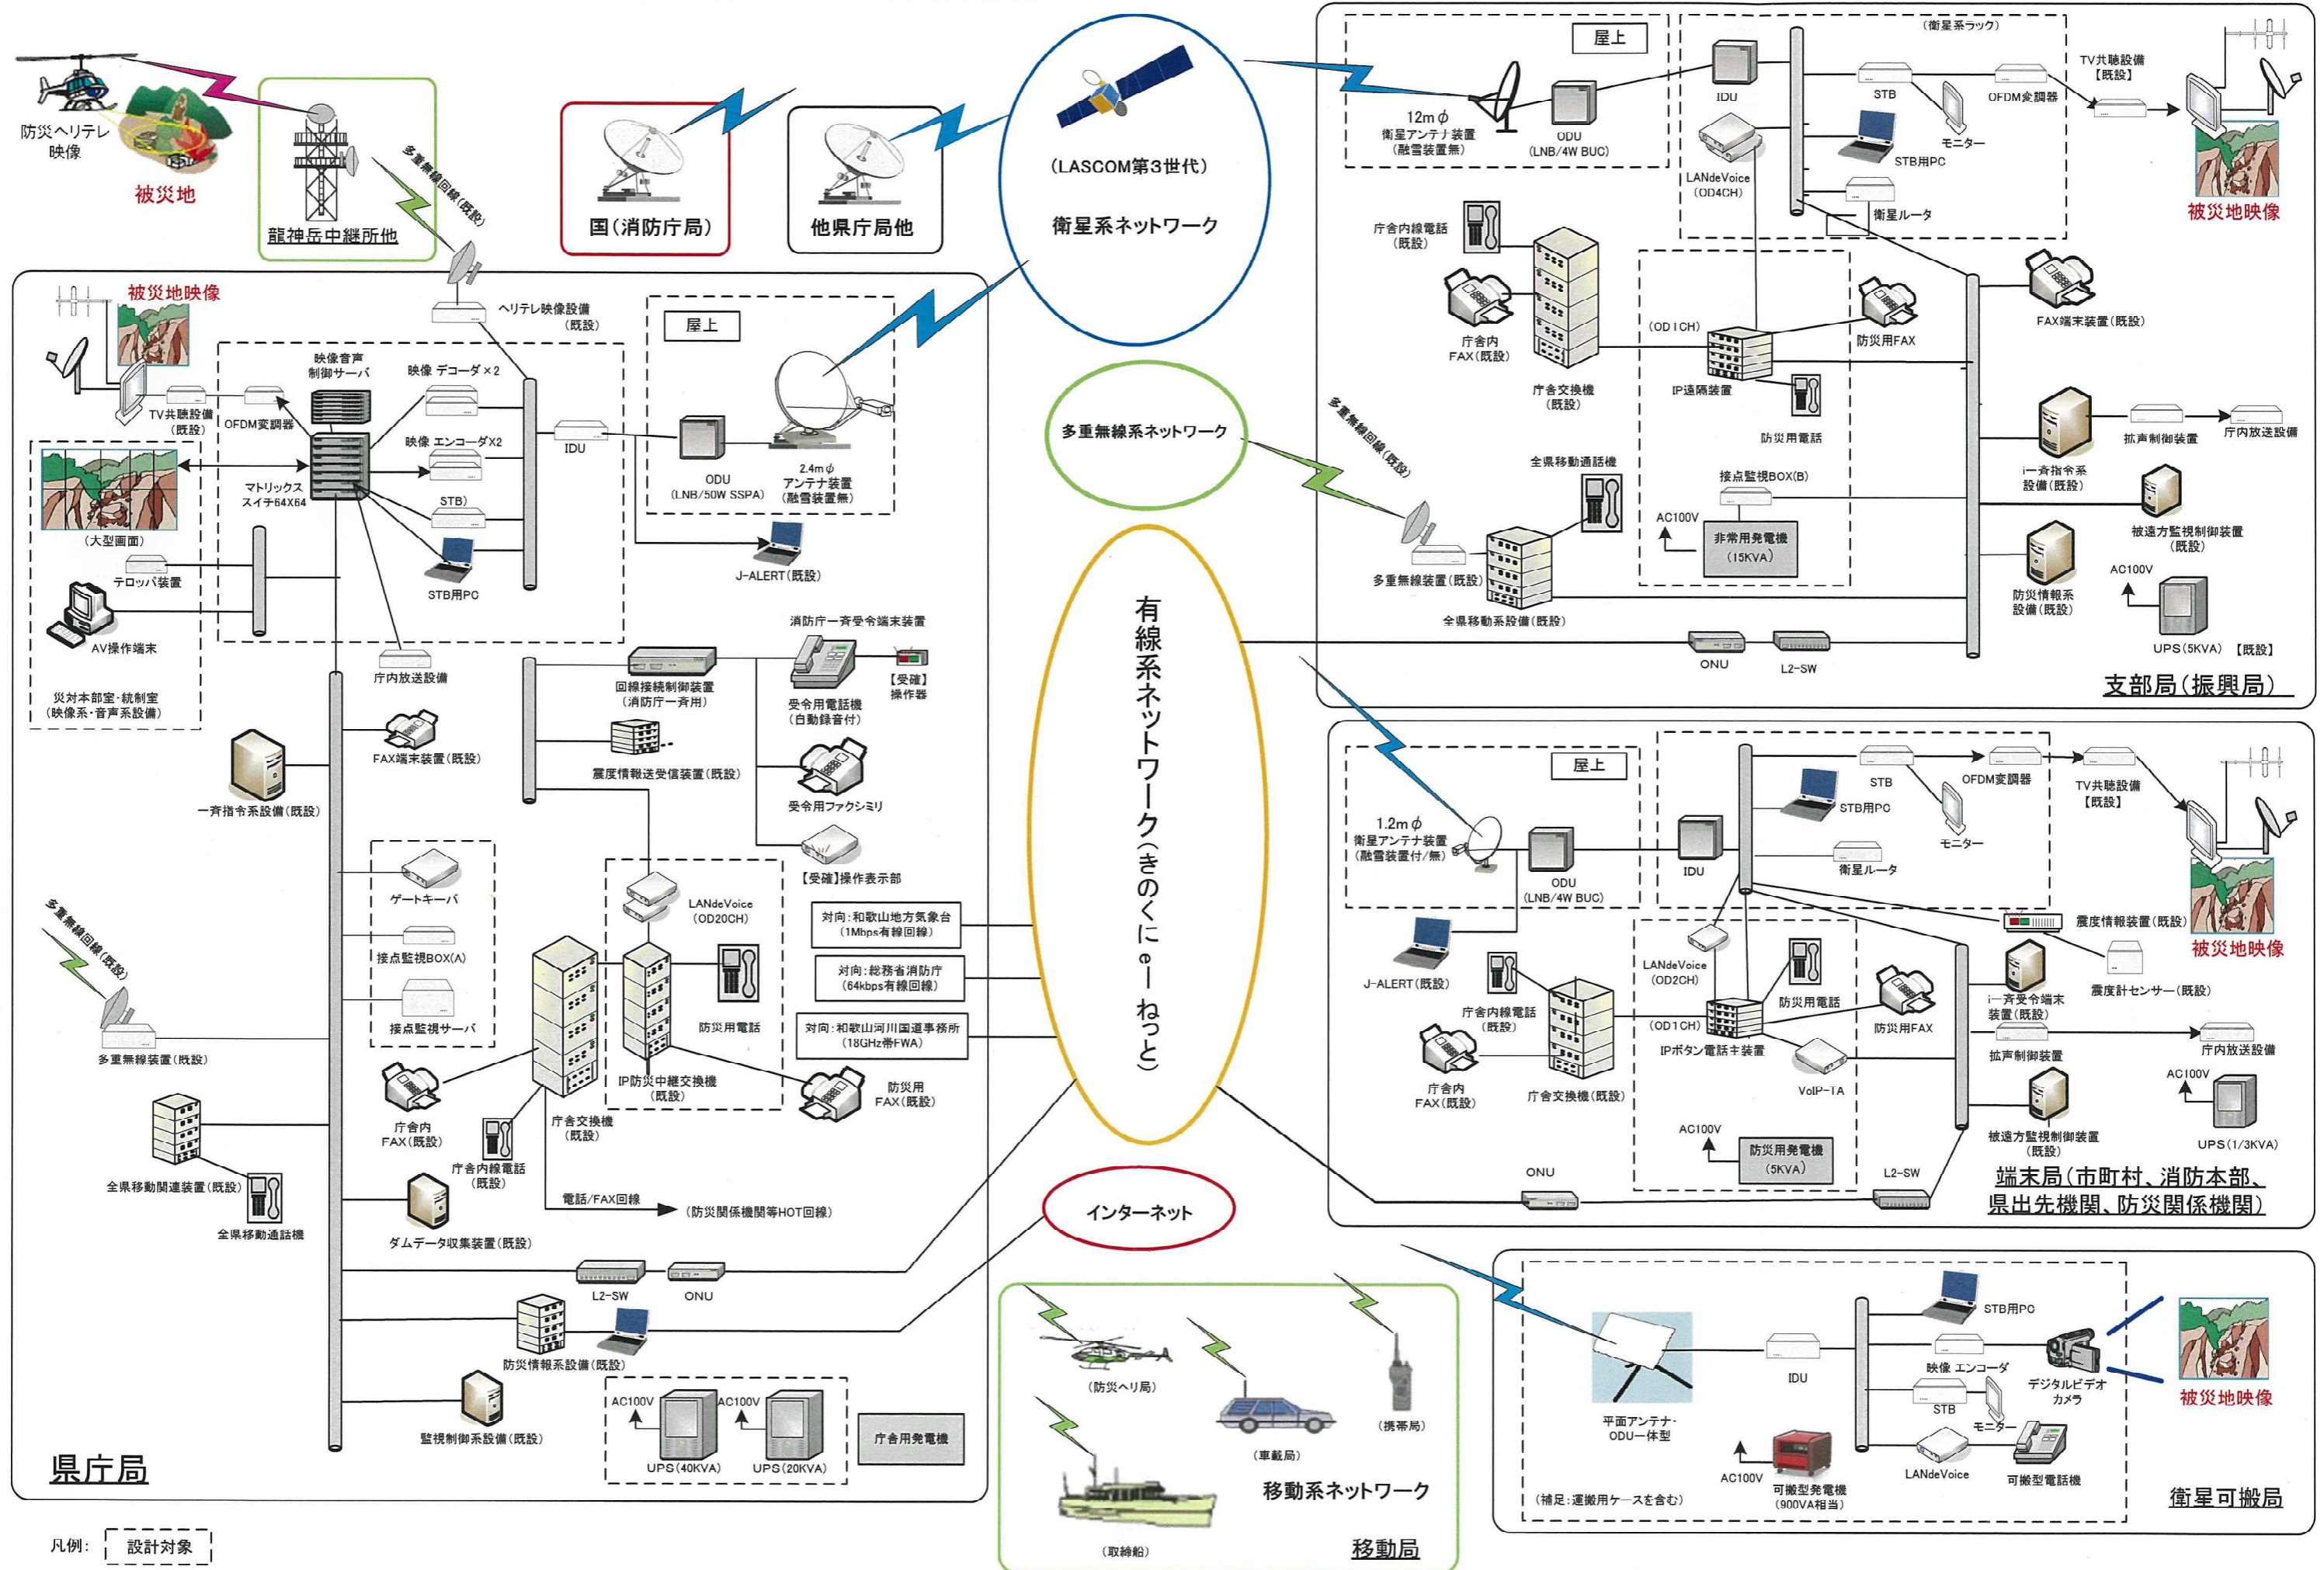 防災ヘリテレ
映像
被災地
龍神岳中継所他
多重無線回線(既設)
国(消防庁局)
他県庁局他
(LASCOM第3世代)
衛星系ネットワーク
多重無線系ネットワーク
有線系ネットワーク(きのくにeーねっと)
インターネット
被災地映像
TV共聴設備
(既設)
OFDM変調器
映像音声
制御サーバ
マトリックス
スイチ64X64
映像 デコーダ×2
映像 エンコーダX2
STB)
STB用PC
ヘリテレ映像設備
(既設)
IDU
屋上
ODU
(LNB/50W SSPA)
2.4mφ
アンテナ装置
(融雪装置無)
J-ALERT(既設)
(大型画面)
テロッパ装置
AV操作端末
災対本部室・統制室
(映像系・音声系設備)
庁内放送設備
消防庁一斉受令端末装置
回線接続制御装置
(消防庁一斉用)
受令用電話機
(自動録音付)
【受確】
操作器
震度情報送受信装置(既設)
受令用ファクシミリ
【受確】操作表示部
FAX端末装置(既設)
一斉指令系設備(既設)
ゲートキーバ
接点監視BOX(A)
接点監視サーバ
LANdeVoice
(OD20CH)
防災用電話
IP防災中継交換機
(既設)
防災用
FAX(既設)
庁舎交換機
(既設)
庁舎内
FAX(既設)
庁舎内線電話
(既設)
電話/FAX回線
(防災関係機関等HOT回線)
対向:和歌山地方気象台
(1Mbps有線回線)
対向:総務省消防庁
(64kbps有線回線)
対向:和歌山河川国道事務所
(18GHz帯FWA)
多重無線回線(既設)
多重無線装置(既設)
全県移動関連装置(既設)
全県移動通話機
ダムデータ収集装置(既設)
L2-SW
ONU
防災情報系設備(既設)
監視制御系設備(既設)
AC100V
AC100V
UPS(40KVA)
UPS(20KVA)
庁舎用発電機
県庁局
凡例:
設計対象
(防災ヘリ局)
(車載局)
(携帯局)
(取締船)
移動系ネットワーク
移動局
屋上
12mφ
衛星アンテナ装置
(融雪装置無)
ODU
(LNB/4W BUC)
(衛星系ラック)
IDU
STB
OFDM変調器
モニター
STB用PC
LANdeVoice
(OD4CH)
衛星ルータ
TV共聴設備
【既設】
被災地映像
庁舎内線電話
(既設)
庁舎内
FAX(既設)
庁舎交換機
(既設)
(OD1CH)
IP遠隔装置
防災用FAX
防災用電話
FAX端末装置(既設)
接点監視BOX(B)
AC100V
非常用発電機
(15KVA)
i一斉指令系
設備(既設)
拡声制御装置
庁内放送設備
被遠方監視制御装置
(既設)
防災情報系
設備(既設)
AC100V
UPS(5KVA) 【既設】
多重無線回線(既設)
多重無線装置(既設)
全県移動通話機
全県移動系設備(既設)
ONU
L2-SW
支部局(振興局)
屋上
1.2mφ
衛星アンテナ装置
(融雪装置付/無)
ODU
(LNB/4W BUC)
IDU
STB
OFDM変調器
STB用PC
モニター
衛星ルータ
TV共聴設備
【既設】
被災地映像
震度情報装置(既設)
震度計センサー(既設)
J-ALERT(既設)
庁舎内線電話
(既設)
庁舎内
FAX(既設)
庁舎交換機(既設)
LANdeVoice
(OD2CH)
(OD1CH)
IPボタン電話主装置
防災用電話
防災用FAX
VoIP-TA
AC100V
防災用発電機
(5KVA)
i一斉受令端末
装置(既設)
拡声制御装置
庁内放送設備
被遠方監視制御装置
(既設)
AC100V
UPS(1/3KVA)
ONU
L2-SW
端末局(市町村、消防本部、
県出先機関、防災関係機関)
平面アンテナ・
ODU一体型
IDU
STB用PC
映像 エンコーダ
デジタルビデオ
カメラ
STB
モニター
LANdeVoice
可搬型電話機
AC100V
可搬型発電機
(900VA相当)
(補足:運搬用ケースを含む)
被災地映像
衛星可搬局